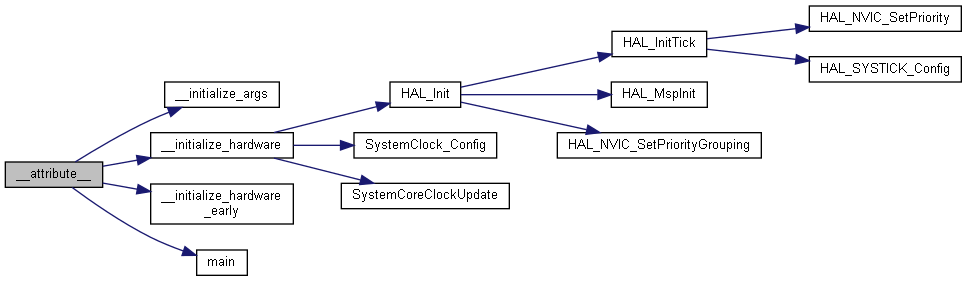 __attribute__
__initialize_args
__initialize_hardware
__initialize_hardware
_early
main
HAL_Init
SystemClock_Config
SystemCoreClockUpdate
HAL_InitTick
HAL_MspInit
HAL_NVIC_SetPriorityGrouping
HAL_NVIC_SetPriority
HAL_SYSTICK_Config